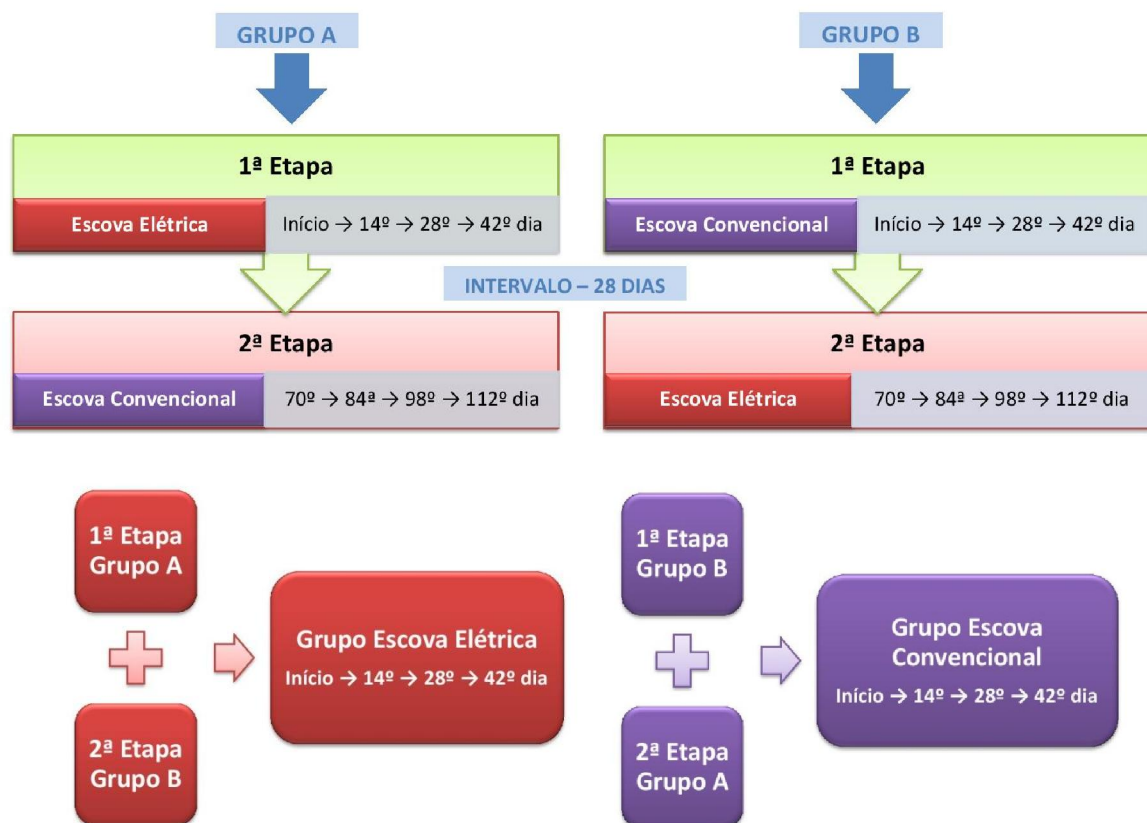 GRUPO A
GRUPO B
1ª Etapa
1ª Etapa
Escova Elétrica
Início → 14º → 28º → 42º dia
Escova Convencional
Início → 14º → 28º → 42º dia
INTERVALO – 28 DIAS
2ª Etapa
2ª Etapa
Escova Convencional
70º → 84ª → 98º → 112º dia
Escova Elétrica
70º → 84ª → 98º → 112º dia
1ª Etapa
Grupo A
2ª Etapa
Grupo B
Grupo Escova Elétrica
Início → 14º → 28º → 42º dia
1ª Etapa
Grupo B
2ª Etapa
Grupo A
Grupo Escova
Convencional
Início → 14º → 28º → 42º dia